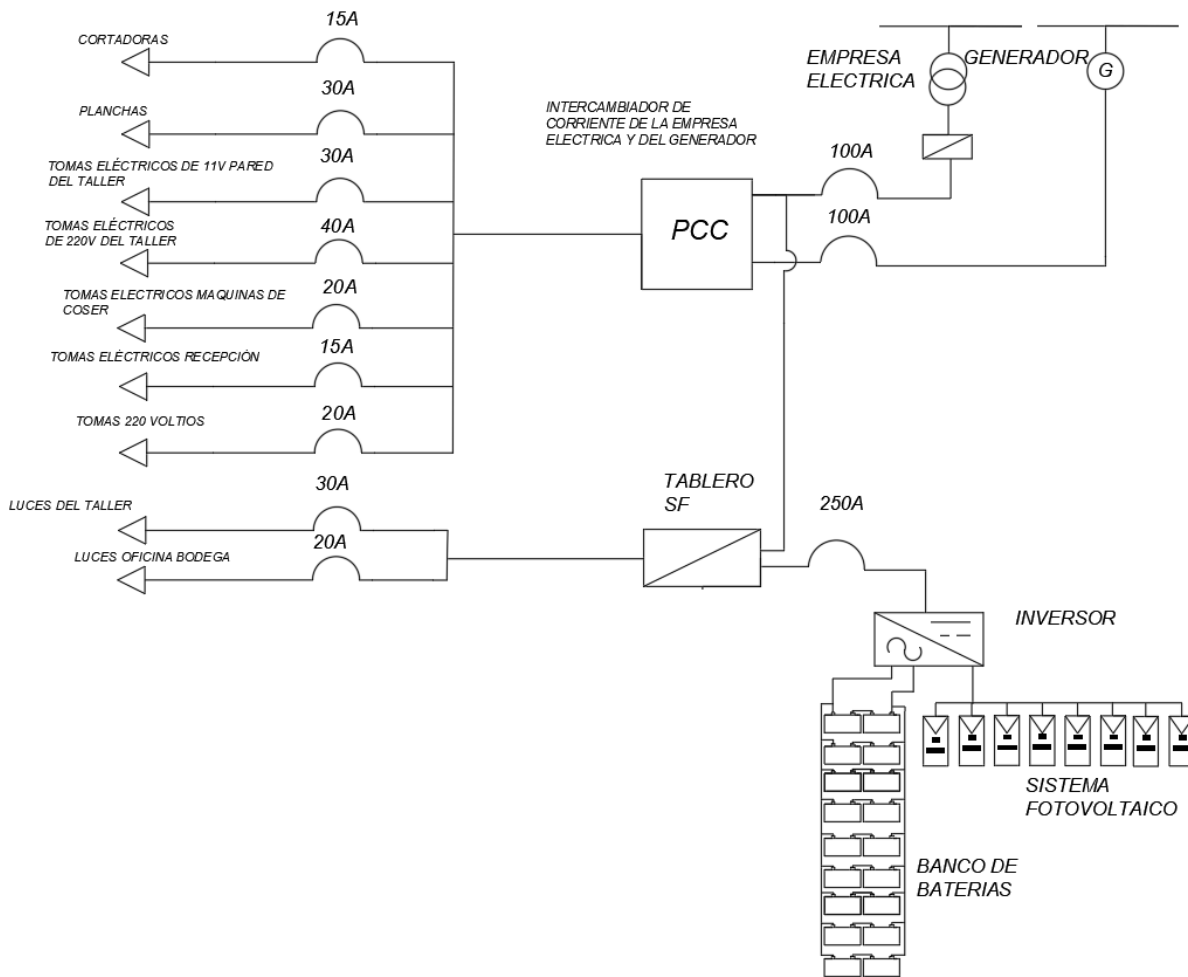 15A
CORTADORAS
30A
PLANCHAS
30A
TOMAS ELÉCTRICOS DE 11V PARED
DEL TALLER
40A
TOMAS ELÉCTRICOS
DE 220V DEL TALLER
20A
TOMAS ELECTRICOS MAQUINAS DE
COSER
15A
TOMAS ELÉCTRICOS RECEPCIÓN
20A
TOMAS 220 VOLTIOS
30A
LUCES DEL TALLER
20A
LUCES OFICINA BODEGA
INTERCAMBIADOR DE
CORRIENTE DE LA EMPRESA
ELECTRICA Y DEL GENERADOR
PCC
EMPRESA
ELECTRICA
GENERADOR
G
100A
100A
TABLERO
SF
250A
INVERSOR
SISTEMA
FOTOVOLTAICO
BANCO DE
BATERIAS